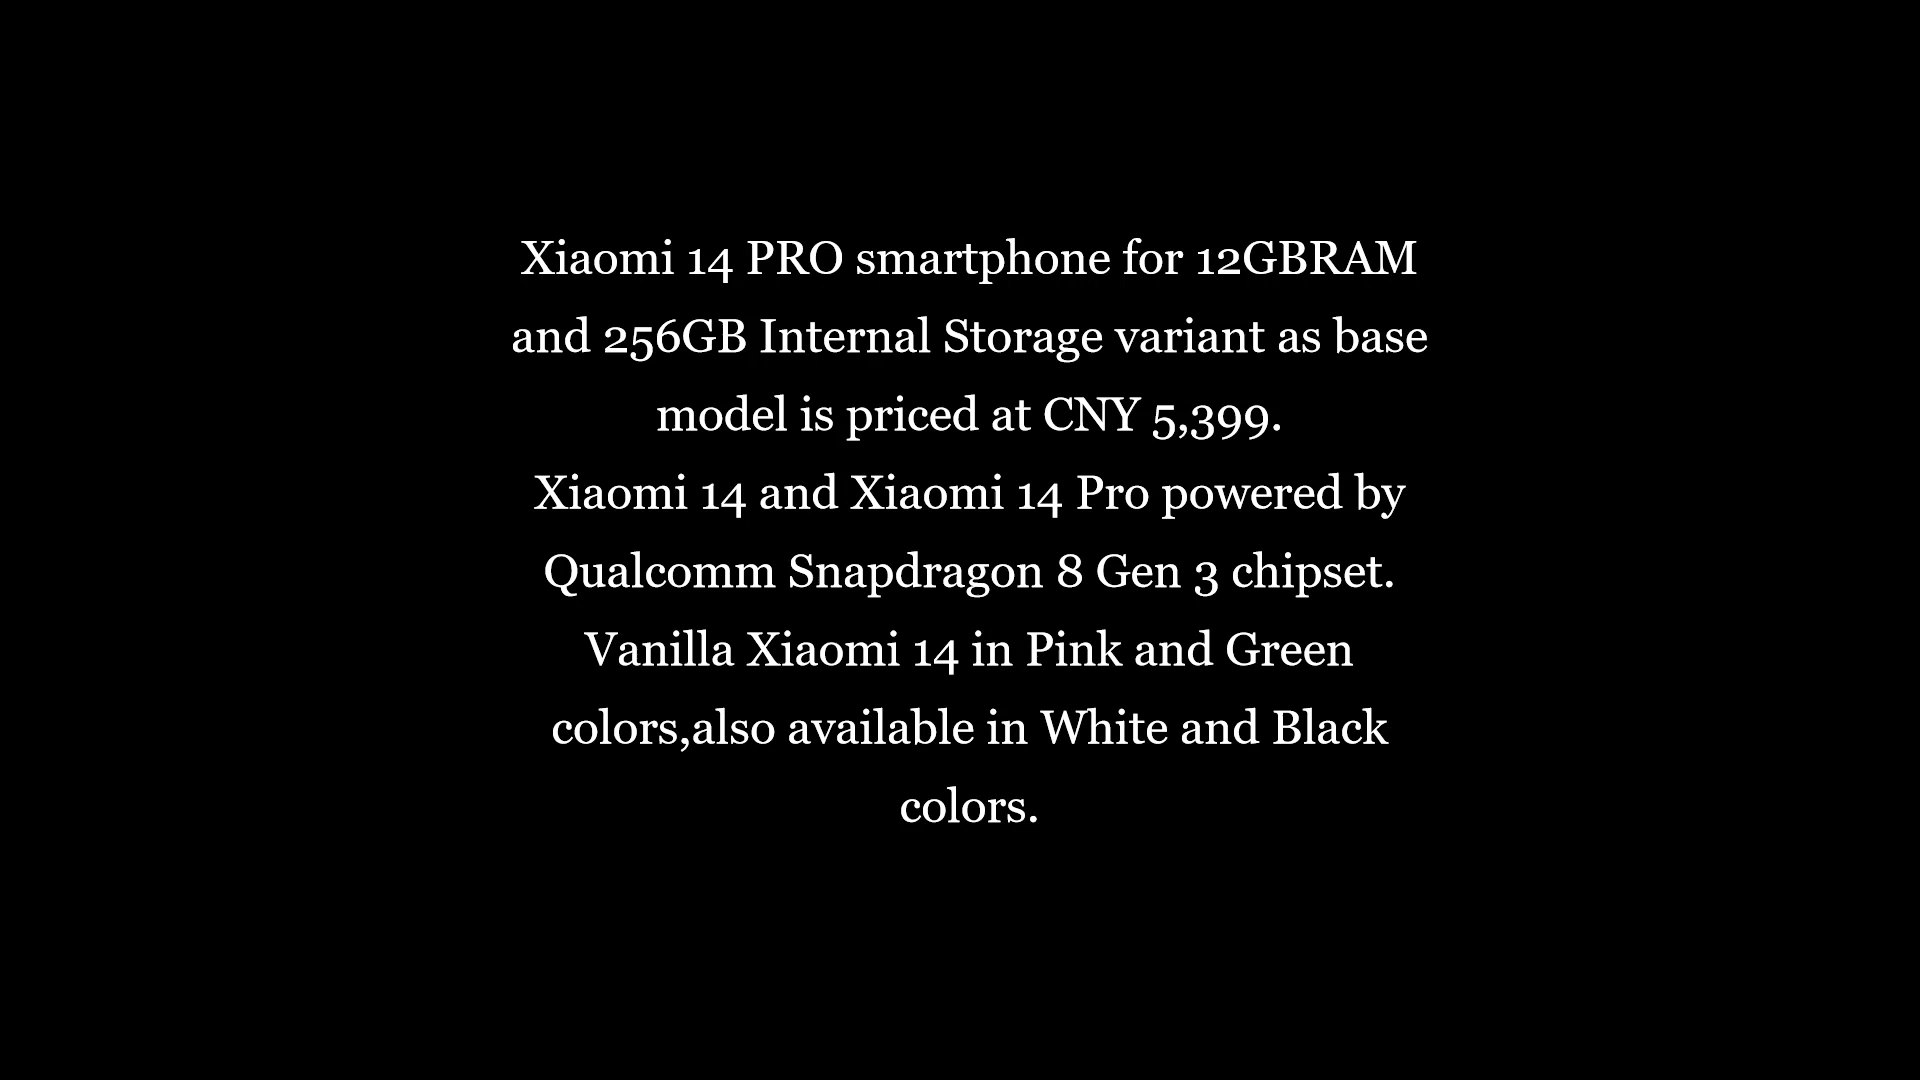 Xiaomi 14 PRO smartphone for 12GBRAM
and 256GB Internal Storage variant as base
model is priced at CNY 5,399.
Xiaomi 14 and Xiaomi 14 Pro powered by
Qualcomm Snapdragon 8 Gen 3 chipset.
Vanilla Xiaomi 14 in Pink and Green
colors,also available in White and Black
colors.